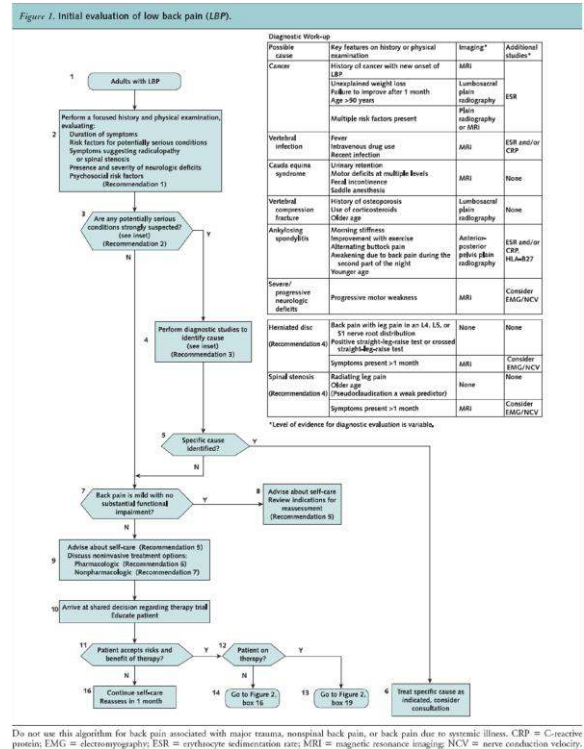 Figure 1. Initial evaluation of low back pain (LBP).
1
Adults with LBP
2
Perform a focused history and physical examination,
evaluating:
Duration of symptoms
Risk factors for potentially serious conditions
Symptoms suggesting radiculopathy
or spinal stenosis
Presence and severity of neurologic deficits
Psychosocial risk factors
(Recommendation 1)
3
Are any potentially serious
conditions strongly suspected?
(see inset)
(Recommendation 2)
Y
N
4
Perform diagnostic studies to
identify cause
(see inset)
(Recommendation 3)
5
Specific cause
identified?
Y
N
7
Back pain is mild with no
substantial functional
impairment?
Y
N
8
Advise about self-care
Review indications for
reassessment
(Recommendation 5)
9
Advise about self-care (Recommendation 5)
Discuss noninvasive treatment options:
Pharmacologic (Recommendation 6)
Nonpharmacologic (Recommendation 7)
10
Arrive at shared decision regarding therapy trial
Educate patient
11
Patient accepts risks and
benefit of therapy?
Y
N
12
Patient on
therapy?
Y
N
16
Continue self-care
Reassess in 1 month
14
Go to Figure 2,
box 16
13
Go to Figure 2,
box 19
6
Treat specific cause as
indicated, consider
consultation
Diagnostic Work-up
Possible
cause
Key features on history or physical
examination
Imaging*
Additional
studies*
Cancer
History of cancer with new onset of
LBP
MRI
Unexplained weight loss
Failure to improve after 1 month
Age >50 years
Lumbosacral
plain
radiography
ESR
Multiple risk factors present
Plain
radiography
or MRI
Vertebral
infection
Fever
Intravenous drug use
Recent infection
MRI
ESR and/or
CRP
Cauda equina
syndrome
Urinary retention
Motor deficits at multiple levels
Fecal incontinence
Saddle anesthesia
MRI
None
Vertebral
compression
fracture
History of osteoporosis
Use of corticosteroids
Older age
Lumbosacral
plain
radiography
None
Ankylosing
spondylitis
Morning stiffness
Improvement with exercise
Alternating buttock pain
Awakening due to back pain during the
second part of the night
Younger age
Anterior-
posterior
pelvis plain
radiography
ESR and/or
CRP,
HLA-B27
Severe/
progressive
neurologic
deficits
Progressive motor weakness
MRI
Consider
EMG/NCV
Herniated disc
(Recommendation 4)
Back pain with leg pain in an L4, L5, or
S1 nerve root distribution
Positive straight-leg-raise test or crossed
straight-leg-raise test
None
None
Symptoms present >1 month
MRI
Consider
EMG/NCV
Spinal stenosis
(Recommendation 4)
Radiating leg pain
Older age
(Pseudoclaudication a weak predictor)
None
None
Symptoms present >1 month
MRI
Consider
EMG/NCV
*Level of evidence for diagnostic evaluation is variable.
Do not use this algorithm for back pain associated with major trauma, nonspinal back pain, or back pain due to systemic illness. CRP = C-reactive
protein; EMG = electromyography; ESR = erythrocyte sedimentation rate; MRI = magnetic resonance imaging; NCV = nerve conduction velocity.